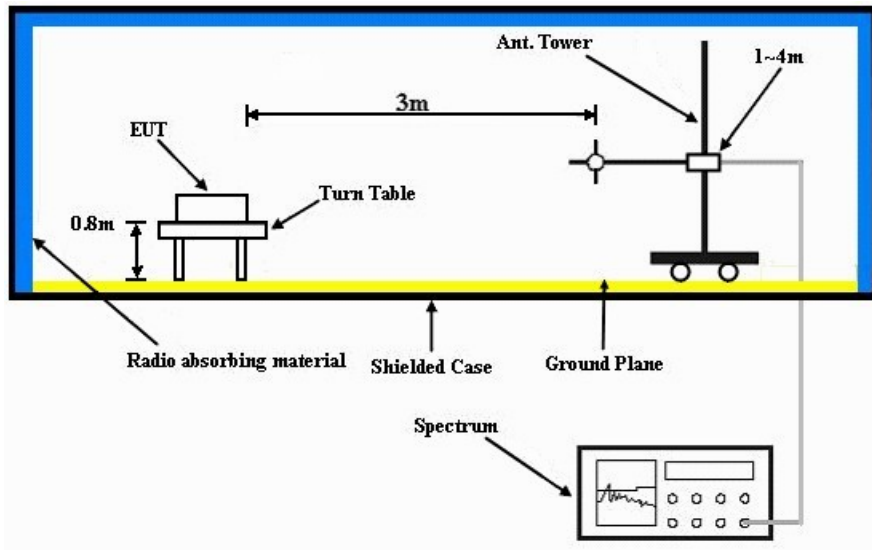 Ant. Tower
1~4m
3m
EUT
Turn Table
0.8m
Radio absorbing material
Shielded Case
Ground Plane
Spectrum